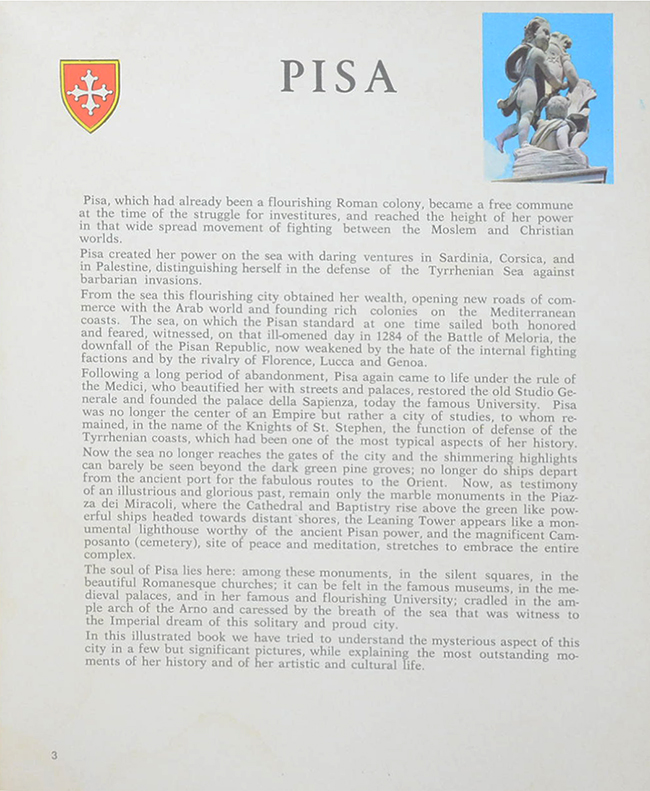 PISA
Pisa, which had already been a flourishing Roman colony, became a free commune
at the time of the struggle for investitures, and reached the height of her power
in that wide spread movement of fighting between the Moslem and Christian
worlds.
Pisa created her power on the sea with daring ventures in Sardinia, Corsica, and
in Palestine, distinguishing herself in the defense of the Tyrrhenian Sea against
barbarian invasions.
From the sea this flourishing city obtained her wealth, opening new roads of com-
merce with the Arab world and founding rich colonies on the Mediterranean
coasts. The sea, on which the Pisan standard at one time sailed both honored
and feared, witnessed, on that ill-omened day in 1284 of the Battle of Meloria, the
downfall of the Pisan Republic, now weakened by the hate of the internal fighting
factions and by the rivalry of Florence, Lucca and Genoa.
Following a long period of abandonment, Pisa again came to life under the rule of
the Medici, who beautified her with streets and palaces, restored the old Studio Ge-
nerale and founded the palace della Sapienza, today the famous University. Pisa
was no longer the center of an Empire but rather a city of studies, to whom re-
mained, in the name of the Knights of St. Stephen, the function of defense of the
Tyrrhenian coasts, which had been one of the most typical aspects of her history.
Now the sea no longer reaches the gates of the city and the shimmering highlights
can barely be seen beyond the dark green pine groves; no longer do ships depart
from the ancient port for the fabulous routes to the Orient. Now, as testimony
of an illustrious and glorious past, remain only the marble monuments in the Piaz-
za dei Miracoli, where the Cathedral and Baptistry rise above the green like pow-
erful ships headed towards distant shores, the Leaning Tower appears like a mon-
umental lighthouse worthy of the ancient Pisan power, and the magnificent Cam-
posanto (cemetery), site of peace and meditation, stretches to embrace the entire
complex.
The soul of Pisa lies here: among these monuments, in the silent squares, in the
beautiful Romanesque churches; it can be felt in the famous museums, in the me-
dieval palaces, and in her famous and flourishing University; cradled in the am-
ple arch of the Arno and caressed by the breath of the sea that was witness to
the Imperial dream of this solitary and proud city.
In this illustrated book we have tried to understand the mysterious aspect of this
city in a few but significant pictures, while explaining the most outstanding mo-
ments of her history and of her artistic and cultural life.
3